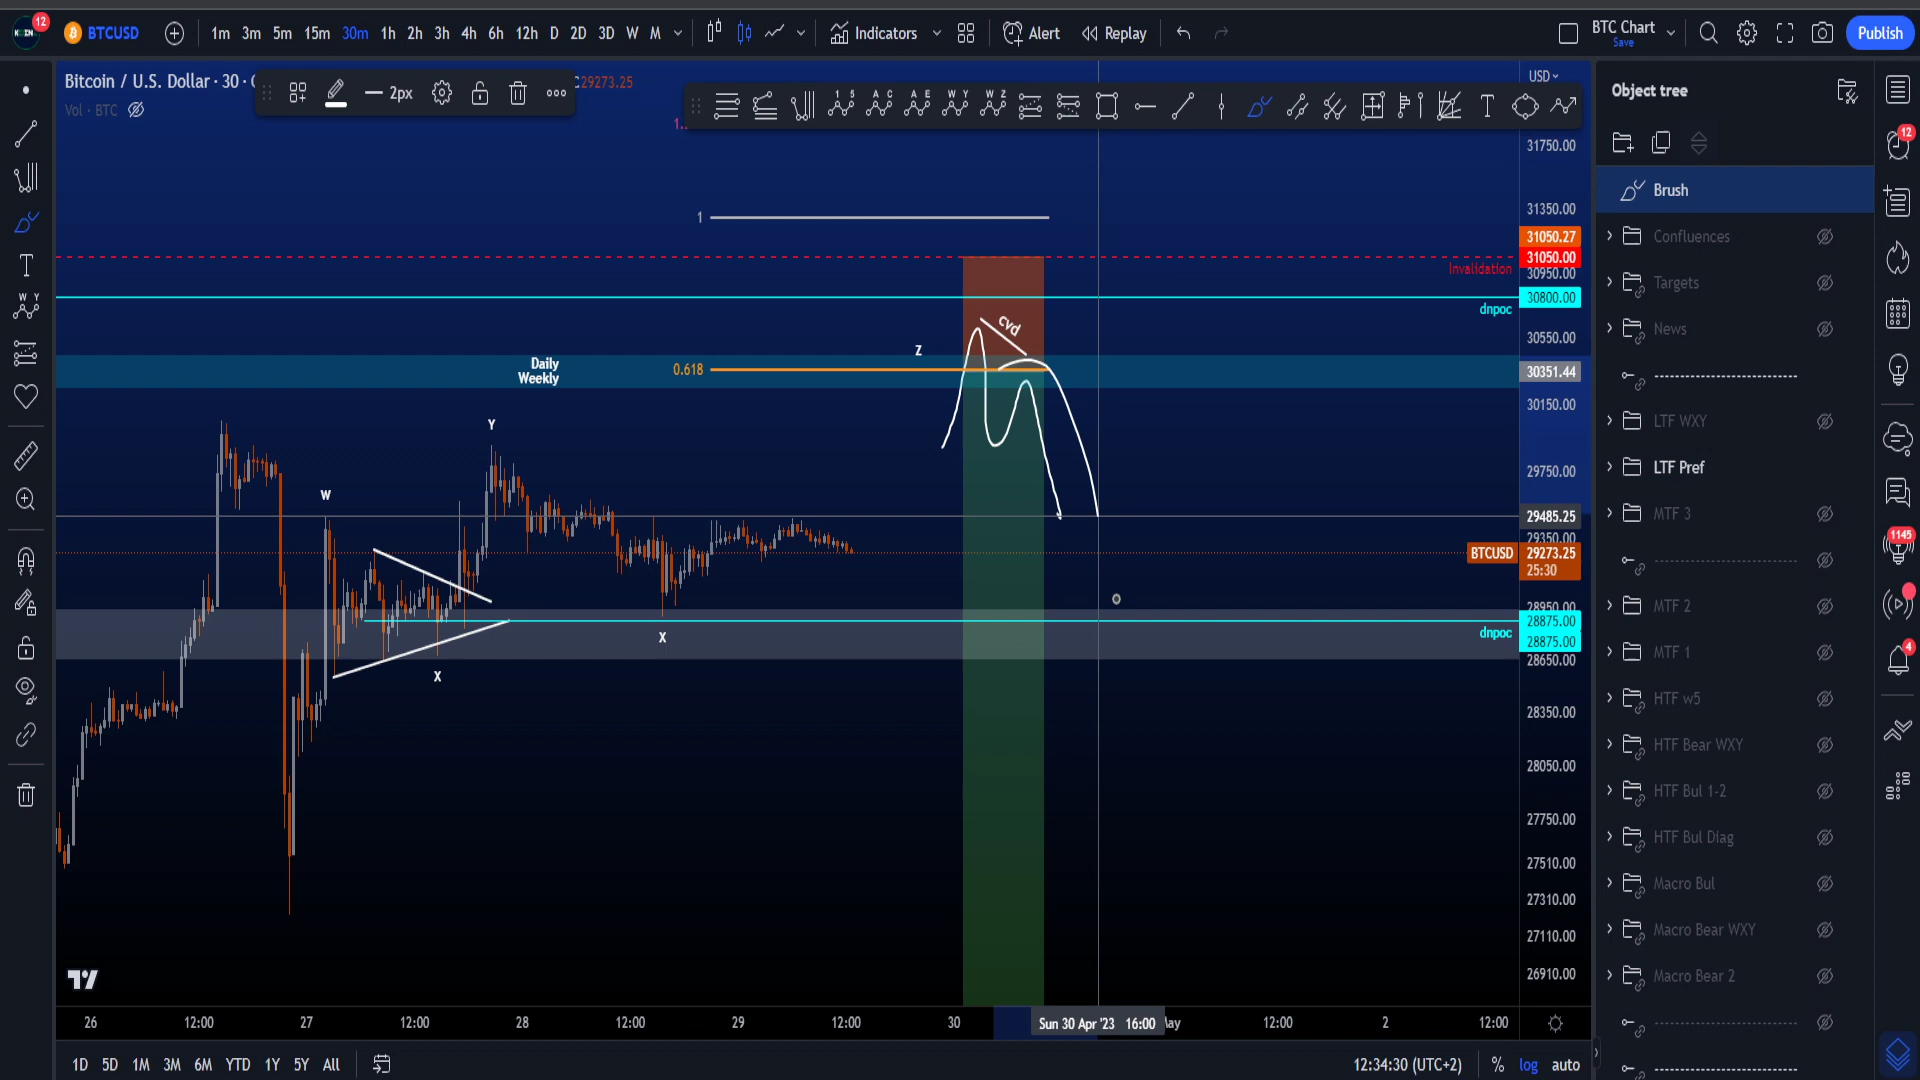 12
BTCUSD
1m 3m 5m 15m 30m 1h 2h 3h 4h 6h 12h D 2D 3D W M
Indicators
Alert
Replay
BTC Chart
Save
Publish
Bitcoin / U.S. Dollar · 30 ·
29273.25
Vol · BTC
2px
USD
Object tree
31750.00
31350.00
31050.27
31050.00
30950.00
30800.00
30550.00
30351.44
30150.00
29750.00
29485.25
29350.00
BTCUSD 29273.25
25:30
28950.00
28875.00
28875.00
28650.00
28350.00
28050.00
27750.00
27510.00
27310.00
27110.00
26910.00
1
Invalidation
dnpoc
cvd
Z
Daily
Weekly
0.618
Y
W
X
X
dnpoc
26 12:00 27 12:00 28 12:00 29 12:00 30 Sun 30 Apr '23 16:00 May 12:00 2 12:00
1D 5D 1M 3M 6M YTD 1Y 5Y All
12:34:30 (UTC+2) % log auto
Brush
Confluences
Targets
News
LTF WXY
LTF Pref
MTF 3
MTF 2
MTF 1
HTF w5
HTF Bear WXY
HTF Bul 1-2
HTF Bul Diag
Macro Bul
Macro Bear WXY
Macro Bear 2
12
1145
4